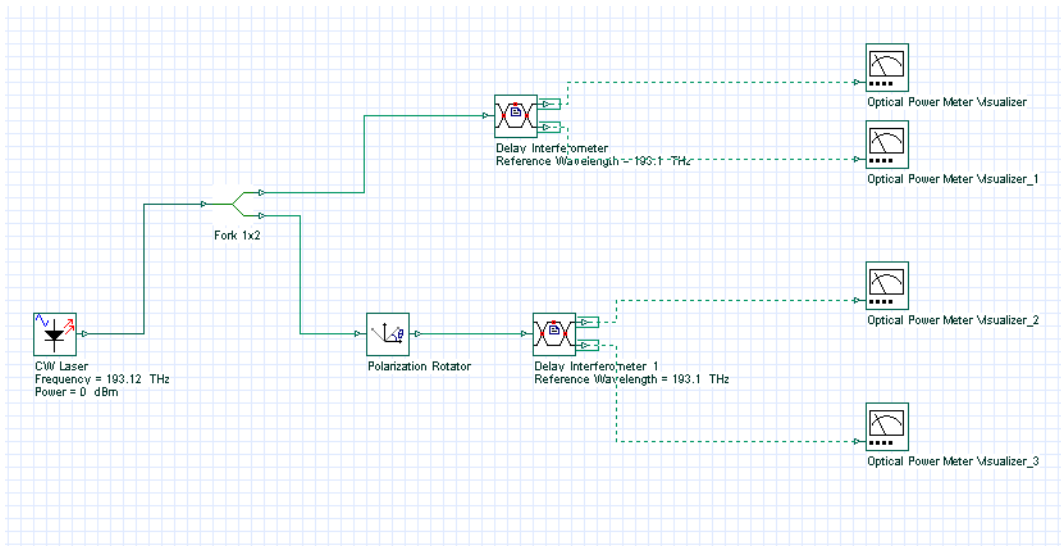 Optical Power Meter Visualizer
Delay Interferometer
Reference Wavelength = 193.1 THz
Optical Power Meter Visualizer_1
Fork 1x2
Optical Power Meter Visualizer_2
CW Laser
Frequency = 193.12 THz
Power = 0 dBm
Polarization Rotator
Delay Interferometer 1
Reference Wavelength = 193.1 THz
Optical Power Meter Visualizer_3